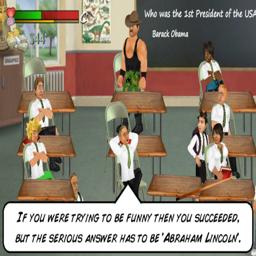 Who was the 1st President of the USA
Barack Obama
IF YOU WERE TRYING TO BE FUNNY THEN YOU SUCCEEDED,
BUT THE SERIOUS ANSWER HAS TO BE 'ABRAHAM LINCOLN'.